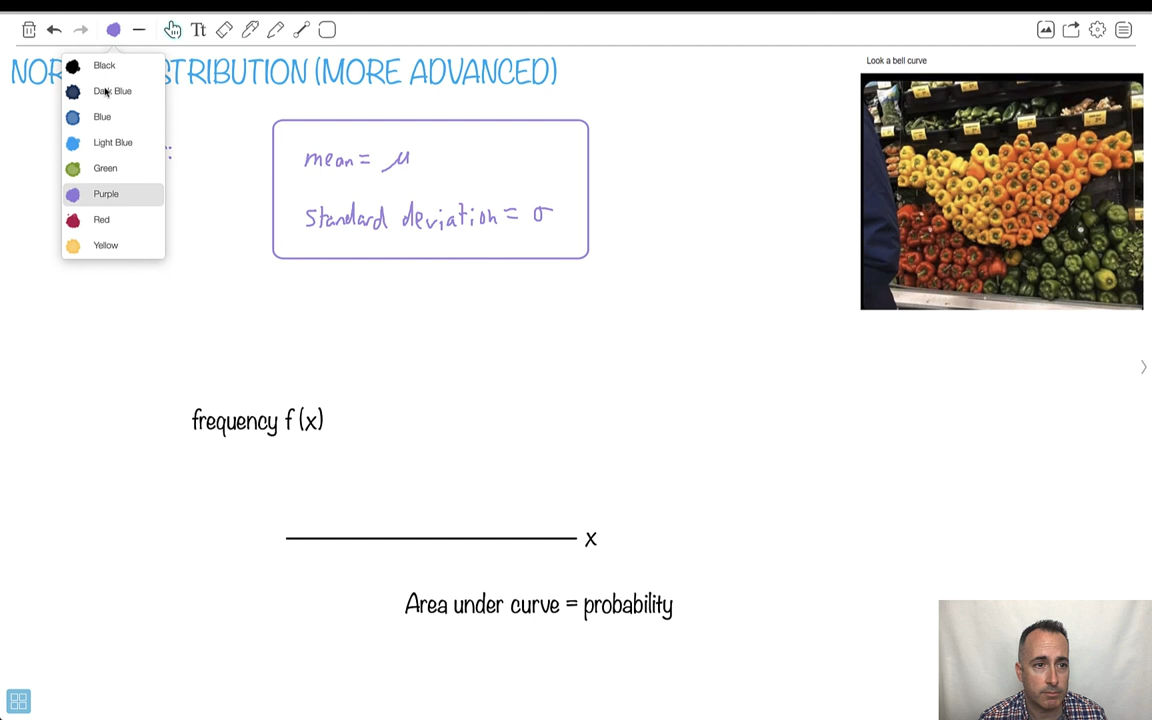 Tt
NOR STRIBUTION (MORE ADVANCED)
Black
Dark Blue
Blue
Light Blue
Green
Purple
Red
Yellow
:
mean = μ
Standard deviation = σ
Look a bell curve
frequency f (x)
x
Area under curve = probability